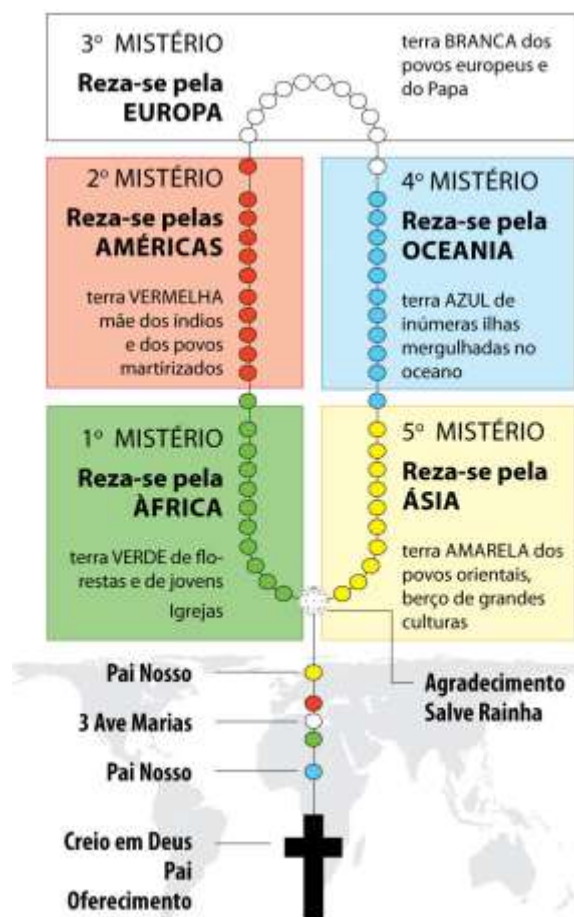 3º MISTÉRIO
Reza-se pela
EUROPA
terra BRANCA dos
povos europeus e
do Papa
2º MISTÉRIO
Reza-se pelas
AMÉRICAS
terra VERMELHA
mãe dos índios
e dos povos
martirizados
4º MISTÉRIO
Reza-se pela
OCEANIA
terra AZUL de
inúmeras ilhas
mergulhadas no
oceano
1º MISTÉRIO
Reza-se pela
ÀFRICA
terra VERDE de flo-
restas e de jovens
Igrejas
5º MISTÉRIO
Reza-se pela
ÁSIA
terra AMARELA dos
povos orientais,
berço de grandes
culturas
Pai Nosso
3 Ave Marias
Pai Nosso
Agradecimento
Salve Rainha
Creio em Deus
Pai
Oferecimento